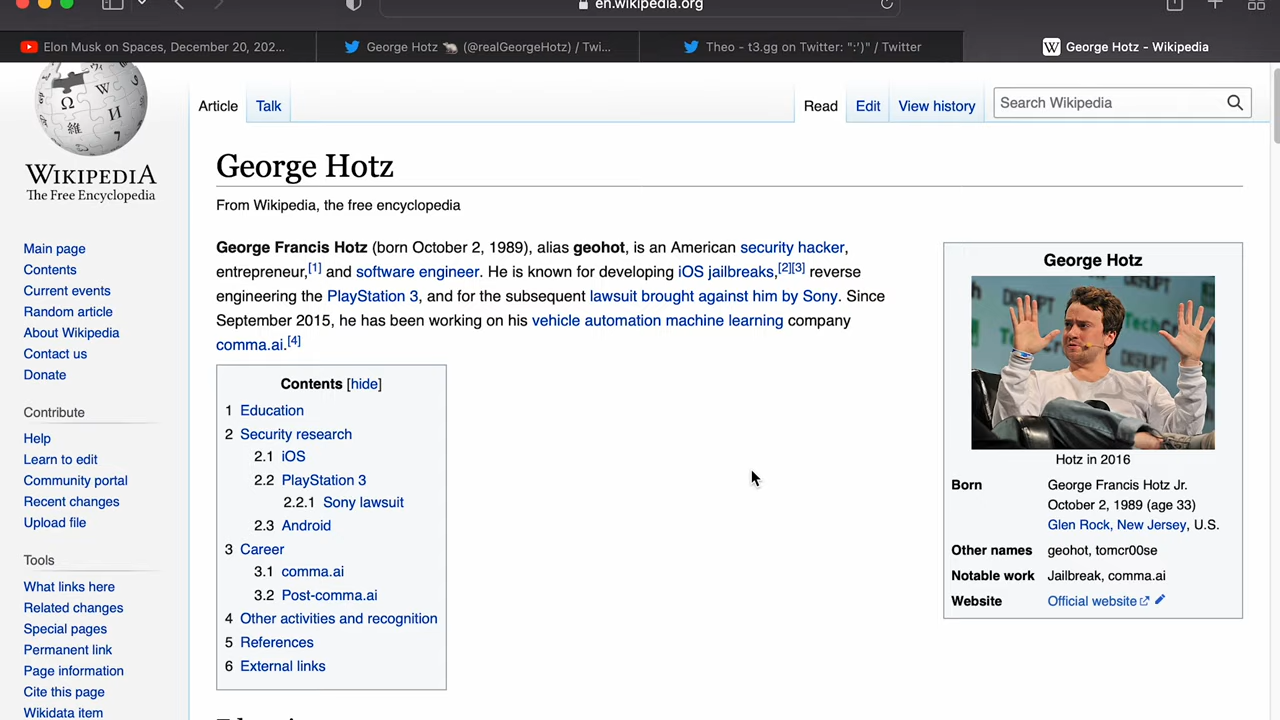 en.wikipedia.org
Elon Musk on Spaces, December 20, 202...
George Hotz 🐀 (@realGeorgeHotz) / Twi...
Theo - t3.gg on Twitter: ":')" / Twitter
W George Hotz - Wikipedia
WIKIPEDIA
The Free Encyclopedia
Main page
Contents
Current events
Random article
About Wikipedia
Contact us
Donate
Contribute
Help
Learn to edit
Community portal
Recent changes
Upload file
Tools
What links here
Related changes
Special pages
Permanent link
Page information
Cite this page
Wikidata item
Article Talk Read Edit View history Search Wikipedia
George Hotz
From Wikipedia, the free encyclopedia
George Francis Hotz (born October 2, 1989), alias geohot, is an American security hacker,
entrepreneur,[1] and software engineer. He is known for developing iOS jailbreaks,[2][3] reverse
engineering the PlayStation 3, and for the subsequent lawsuit brought against him by Sony. Since
September 2015, he has been working on his vehicle automation machine learning company
comma.ai.[4]
Contents [hide]
1 Education
2 Security research
2.1 iOS
2.2 PlayStation 3
2.2.1 Sony lawsuit
2.3 Android
3 Career
3.1 comma.ai
3.2 Post-comma.ai
4 Other activities and recognition
5 References
6 External links
George Hotz
DISRUPT
Hotz in 2016
Born George Francis Hotz Jr.
October 2, 1989 (age 33)
Glen Rock, New Jersey, U.S.
Other names geohot, tomcr00se
Notable work Jailbreak, comma.ai
Website Official website